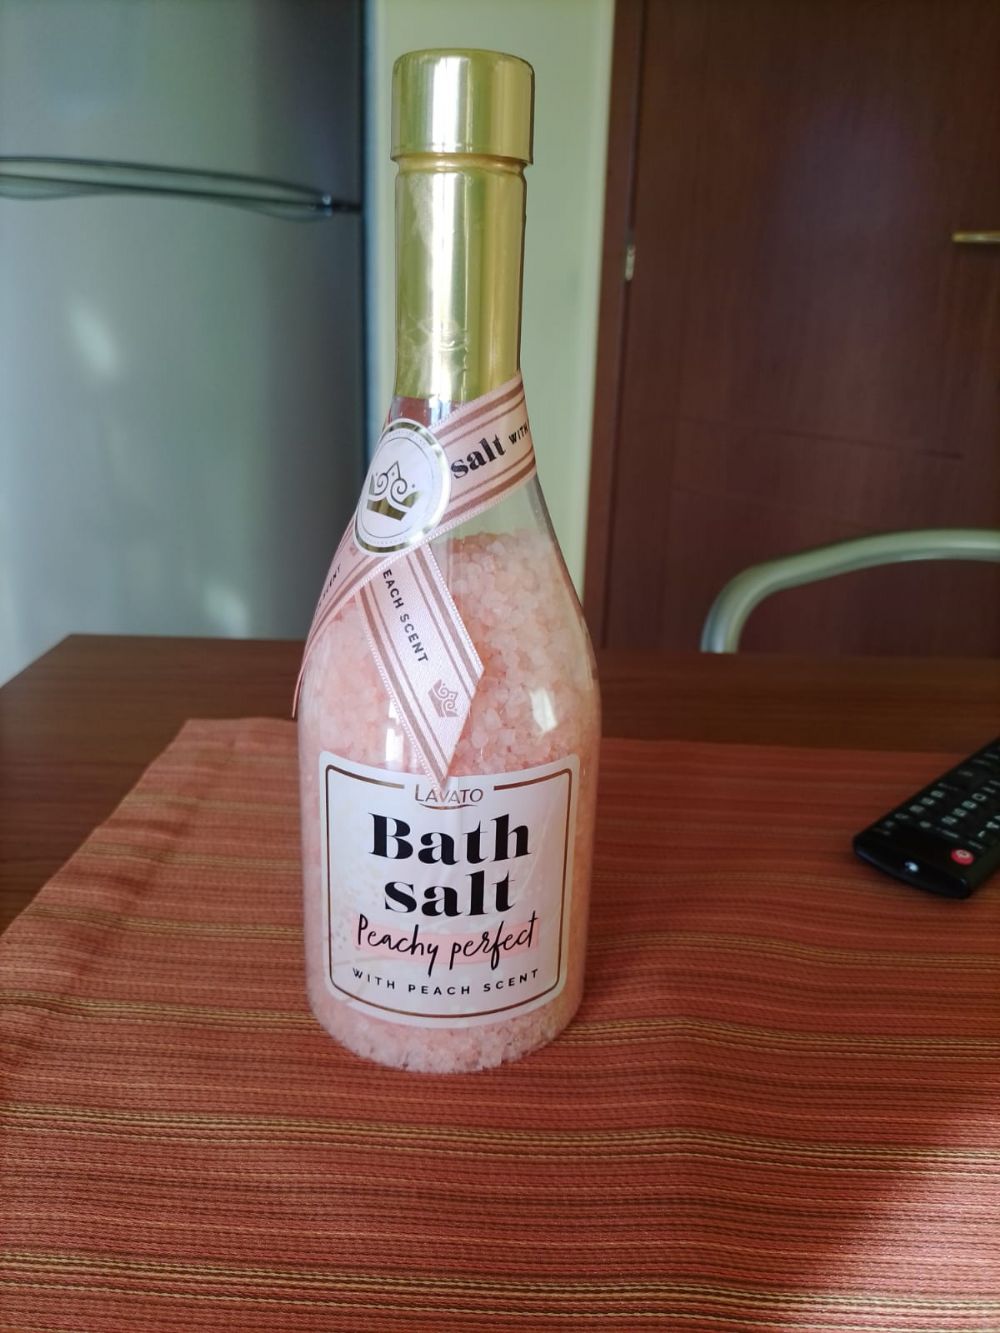 salt WITH
EACH SCENT
LAVATO
Bath
salt
Peachy perfect
WITH PEACH SCENT